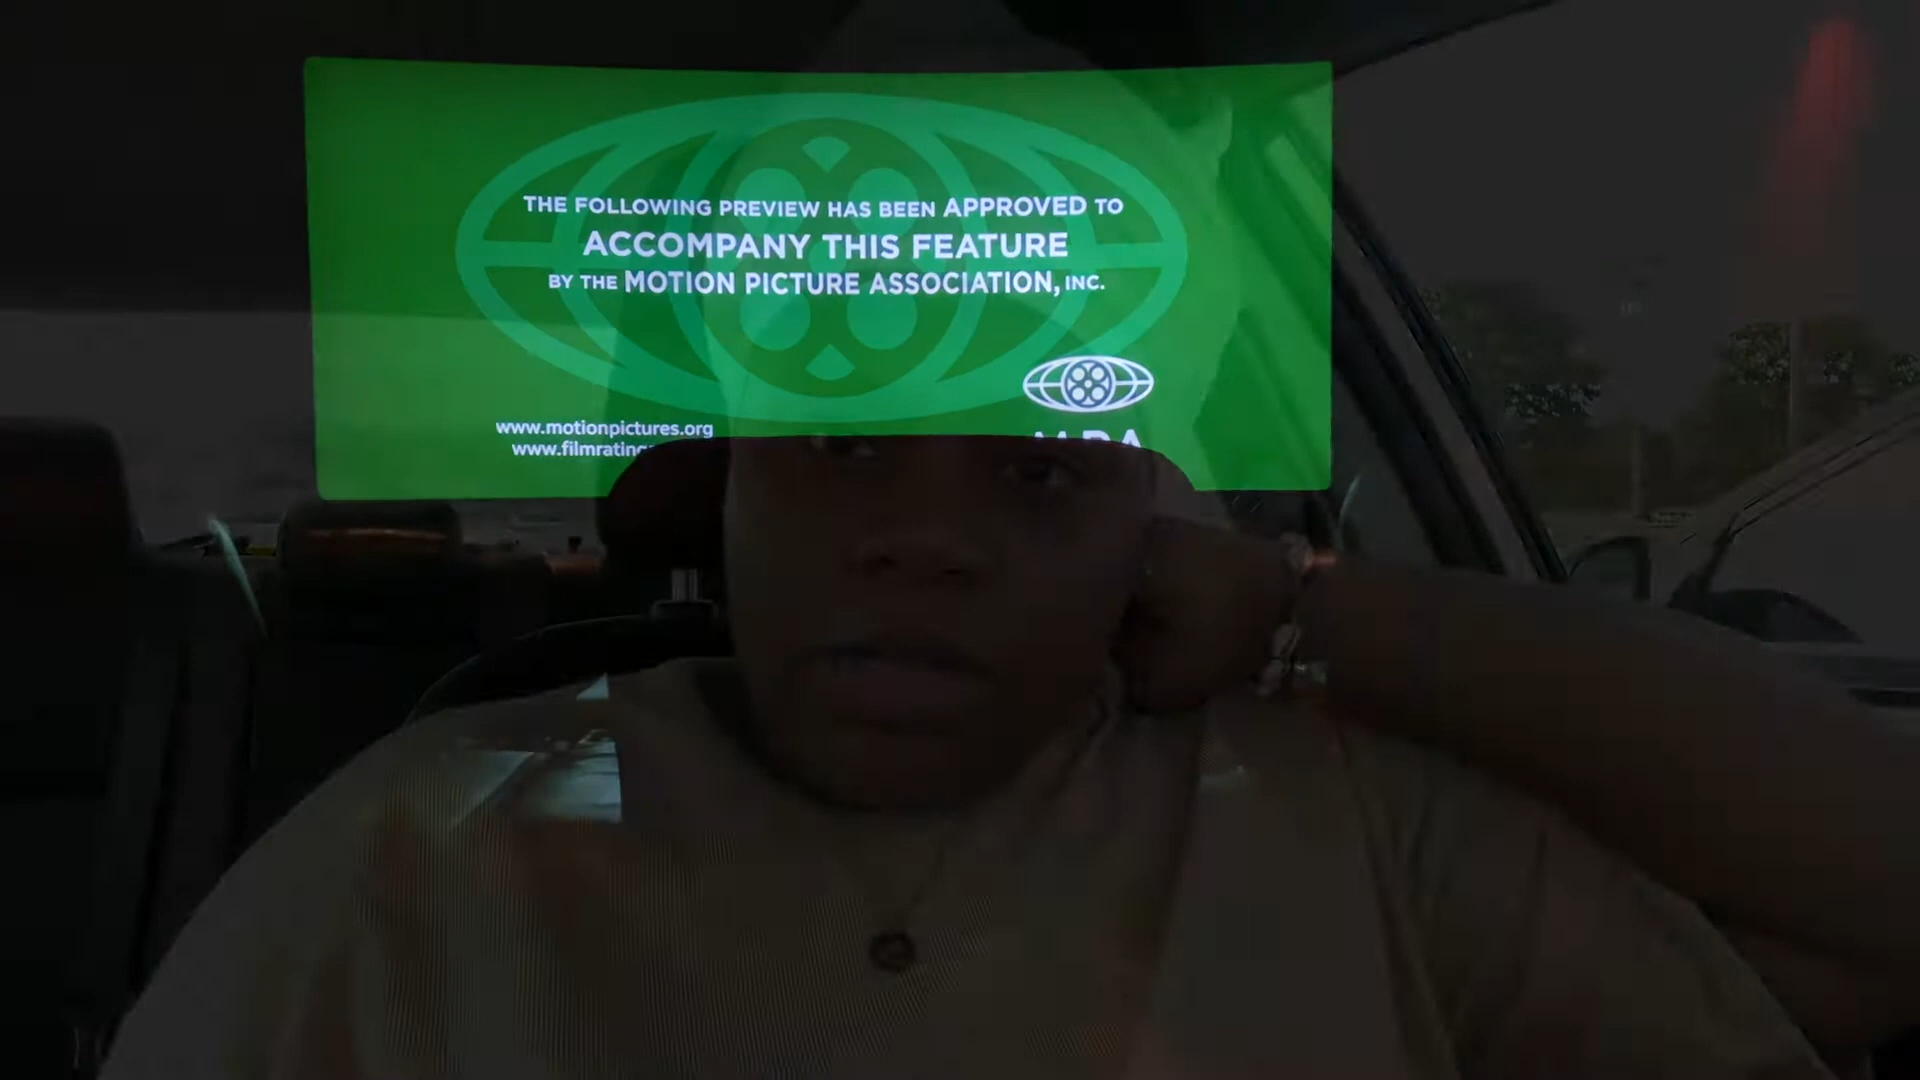 THE FOLLOWING PREVIEW HAS BEEN APPROVED TO
ACCOMPANY THIS FEATURE
BY THE MOTION PICTURE ASSOCIATION, INC.
www.motionpictures.org